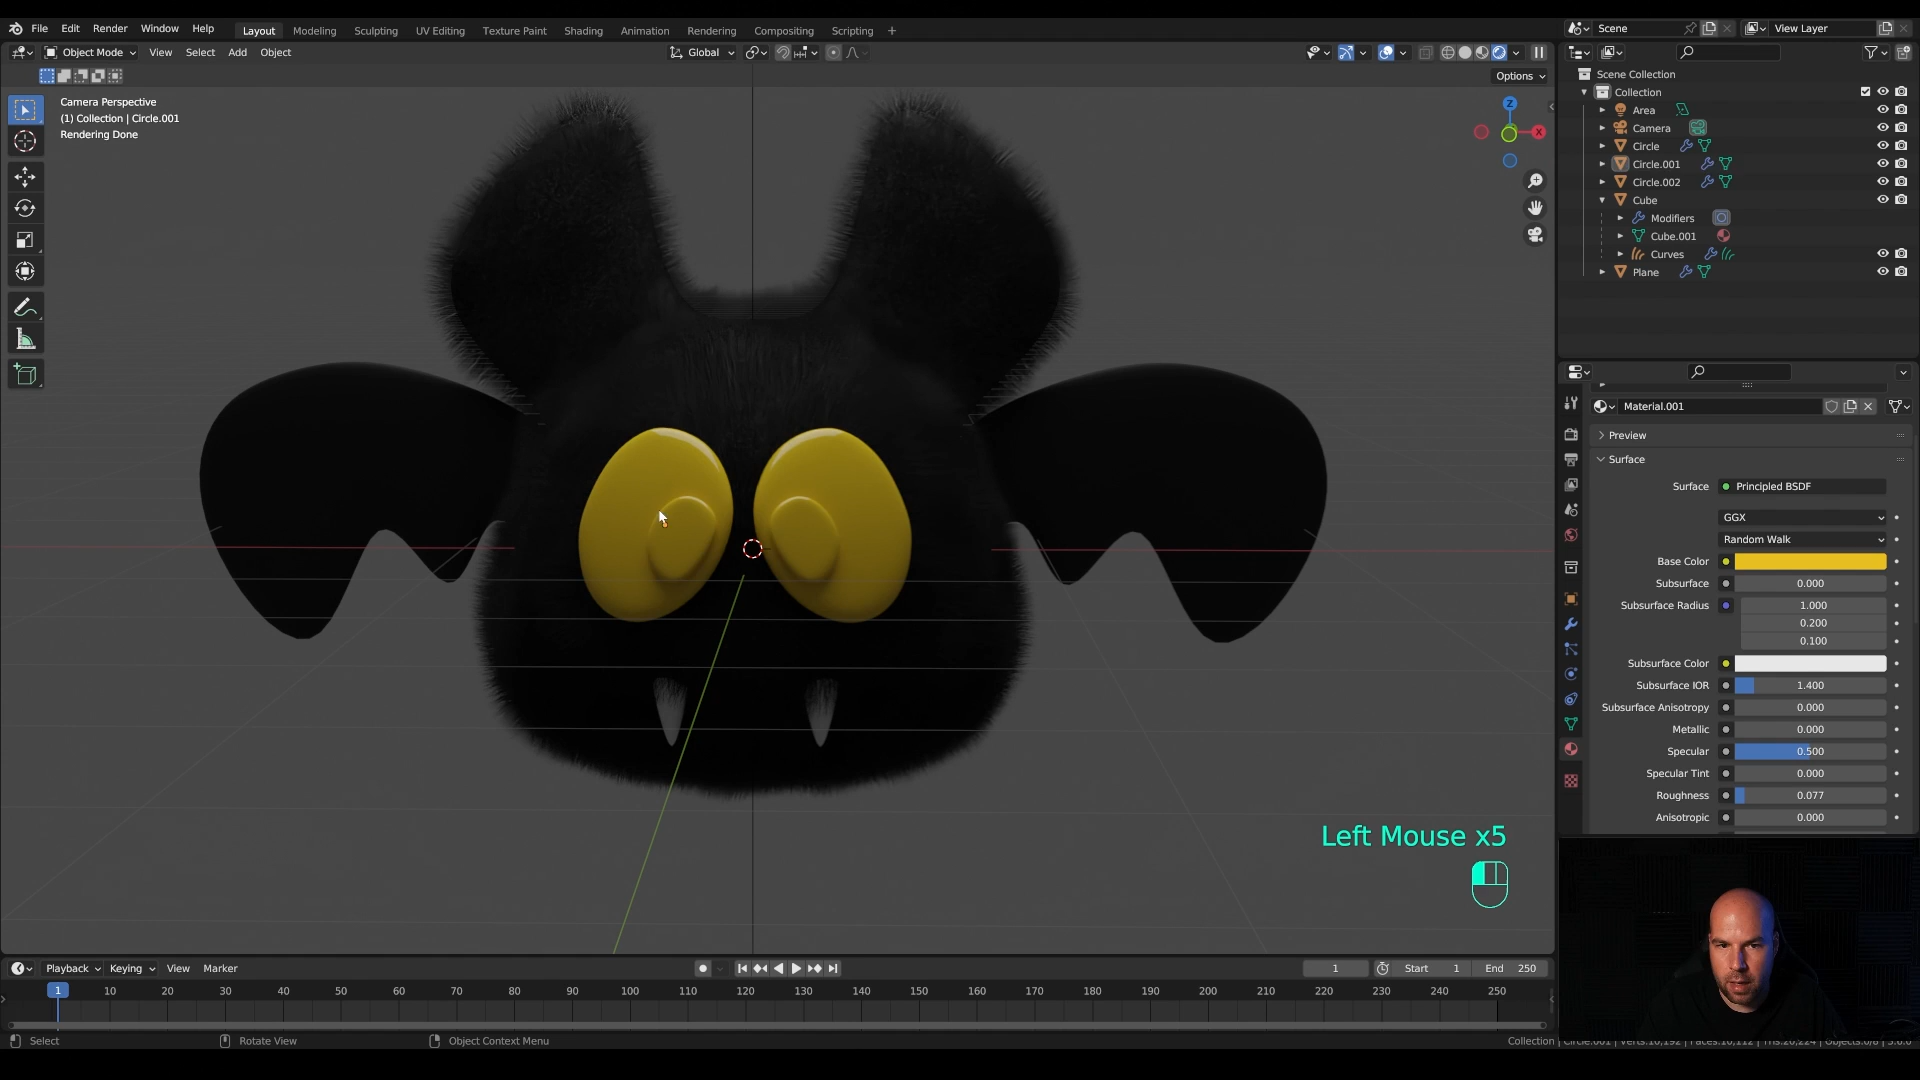 File Edit Render Window Help
Layout Modeling Sculpting UV Editing Texture Paint Shading Animation Rendering Compositing Scripting +
Scene
View Layer
Object Mode View Select Add Object
Global
Options
Camera Perspective
(1) Collection | Circle.001
Rendering Done
Z
X
Scene Collection
Collection
Area
Camera
Circle
Circle.001
Circle.002
Cube
Modifiers
Cube.001
Curves
Plane
Material.001
Preview
Surface
Surface Principled BSDF
GGX
Random Walk
Base Color
Subsurface 0.000
Subsurface Radius 1.000
0.200
0.100
Subsurface Color
Subsurface IOR 1.400
Subsurface Anisotropy 0.000
Metallic 0.000
Specular 0.500
Specular Tint 0.000
Roughness 0.077
Anisotropic 0.000
Left Mouse x5
Playback Keying View Marker
1 Start 1 End 250
1 10 20 30 40 50 60 70 80 90 100 110 120 130 140 150 160 170 180 190 200 210 220 230 240 250
Select Rotate View Object Context Menu
Collection